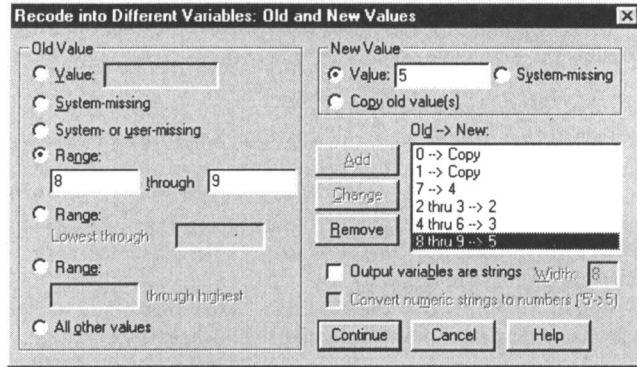 Recode into Different Variables: Old and New Values
Old Value
Value:
System-missing
System- or user-missing
Range:
8 through 9
Range:
Lowest through
Range:
through highest
All other values
New Value
Value: 5 System-missing
Copy old value(s)
Old --> New:
Add
Change
Remove
0 --> Copy
1 --> Copy
7 --> 4
2 thru 3 --> 2
4 thru 6 --> 3
8 thru 9 --> 5
Output variables are strings Width: 8
Convert numeric strings to numbers ('5'->5)
Continue Cancel Help